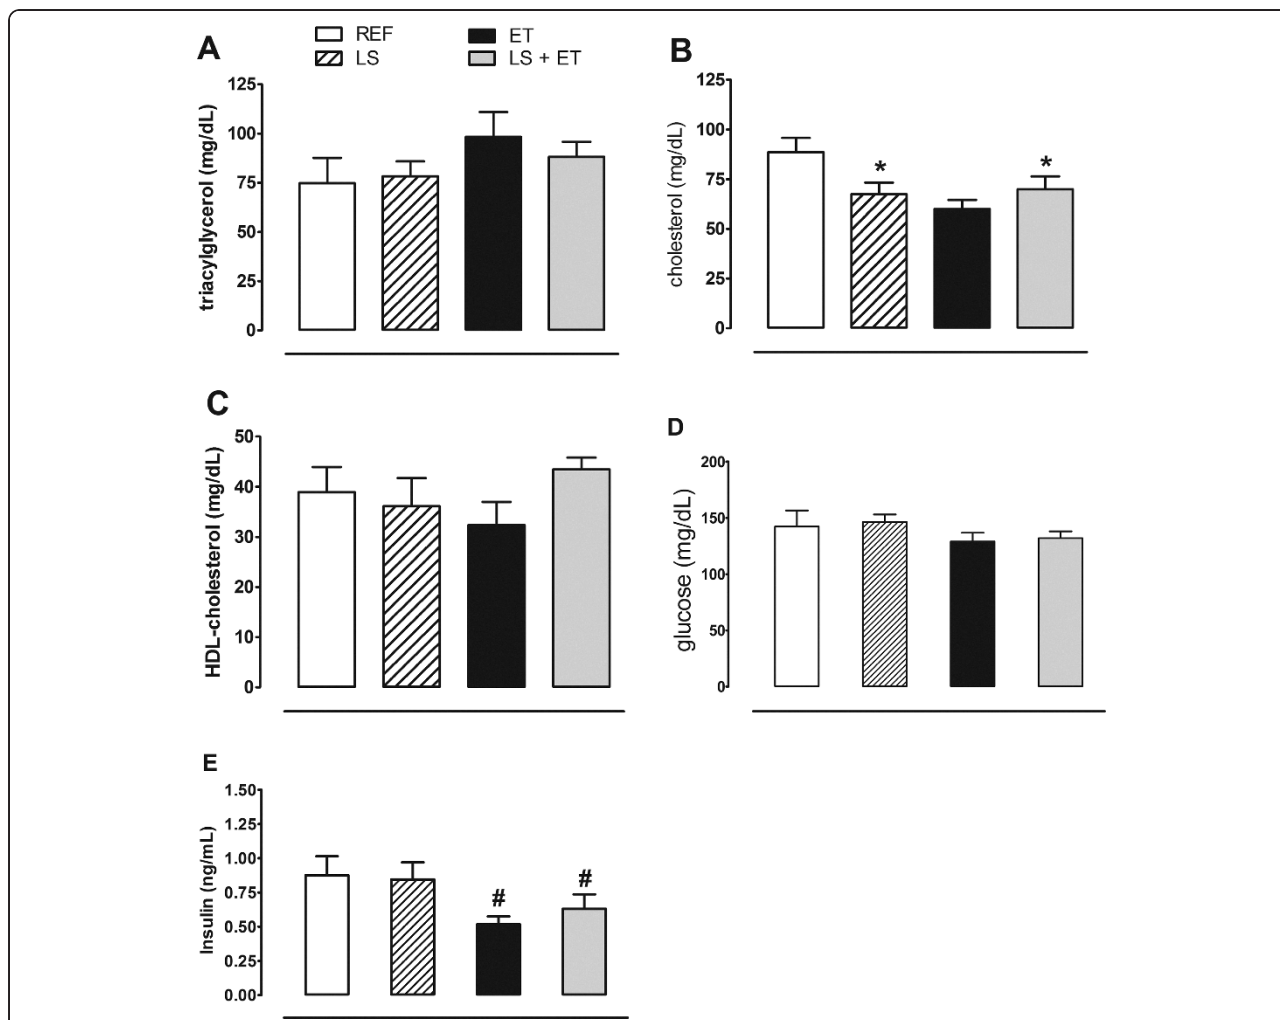 REF
ET
LS
LS + ET
A
triacylglycerol (mg/dL)
125
100
75
50
25
0
B
cholesterol (mg/dL)
125
100
75
50
25
0
*
*
C
HDL-cholesterol (mg/dL)
50
40
30
20
10
0
D
glucose (mg/dL)
200
150
100
50
0
E
Insulin (ng/mL)
1.50
1.25
1.00
0.75
0.50
0.25
0.00
#
#